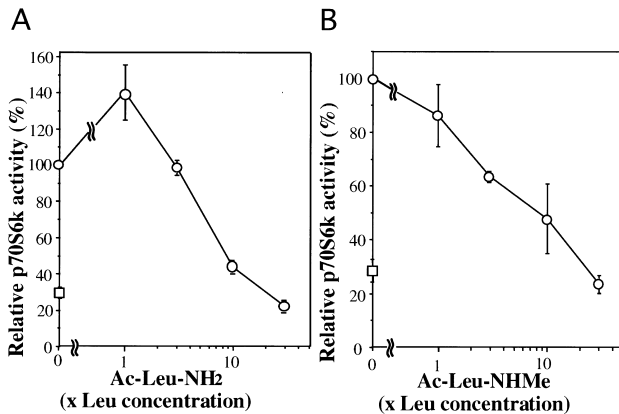 A
B
Relative p70S6k activity (%)
160
140
120
100
80
60
40
20
0
0
1
10
Ac-Leu-NH2
(x Leu concentration)
Relative p70S6k activity (%)
100
80
60
40
20
0
0
1
10
Ac-Leu-NHMe
(x Leu concentration)